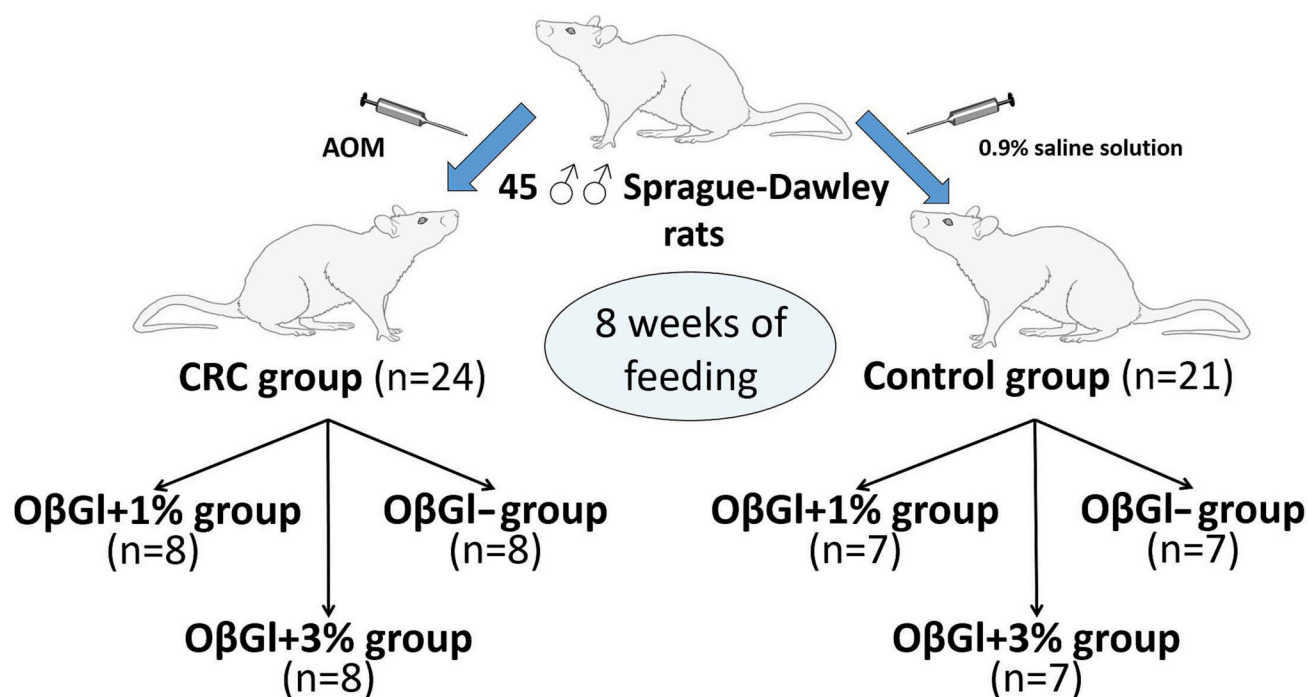 AOM
0.9% saline solution
45 ♂♂ Sprague-Dawley
rats
8 weeks of
feeding
CRC group (n=24)
Control group (n=21)
OβGl+1% group
(n=8)
OβGl− group
(n=8)
OβGl+3% group
(n=8)
OβGl+1% group
(n=7)
OβGl− group
(n=7)
OβGl+3% group
(n=7)